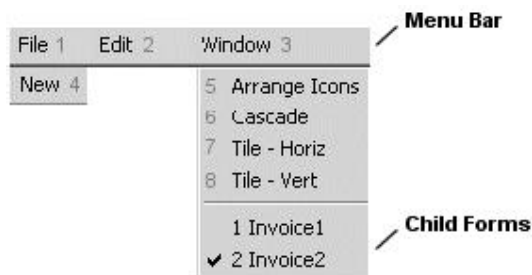 Menu Bar
File 1 Edit 2 Window 3
New 4
5 Arrange Icons
6 Cascade
7 Tile - Horiz
8 Tile - Vert
1 Invoice1
Child Forms
✔ 2 Invoice2